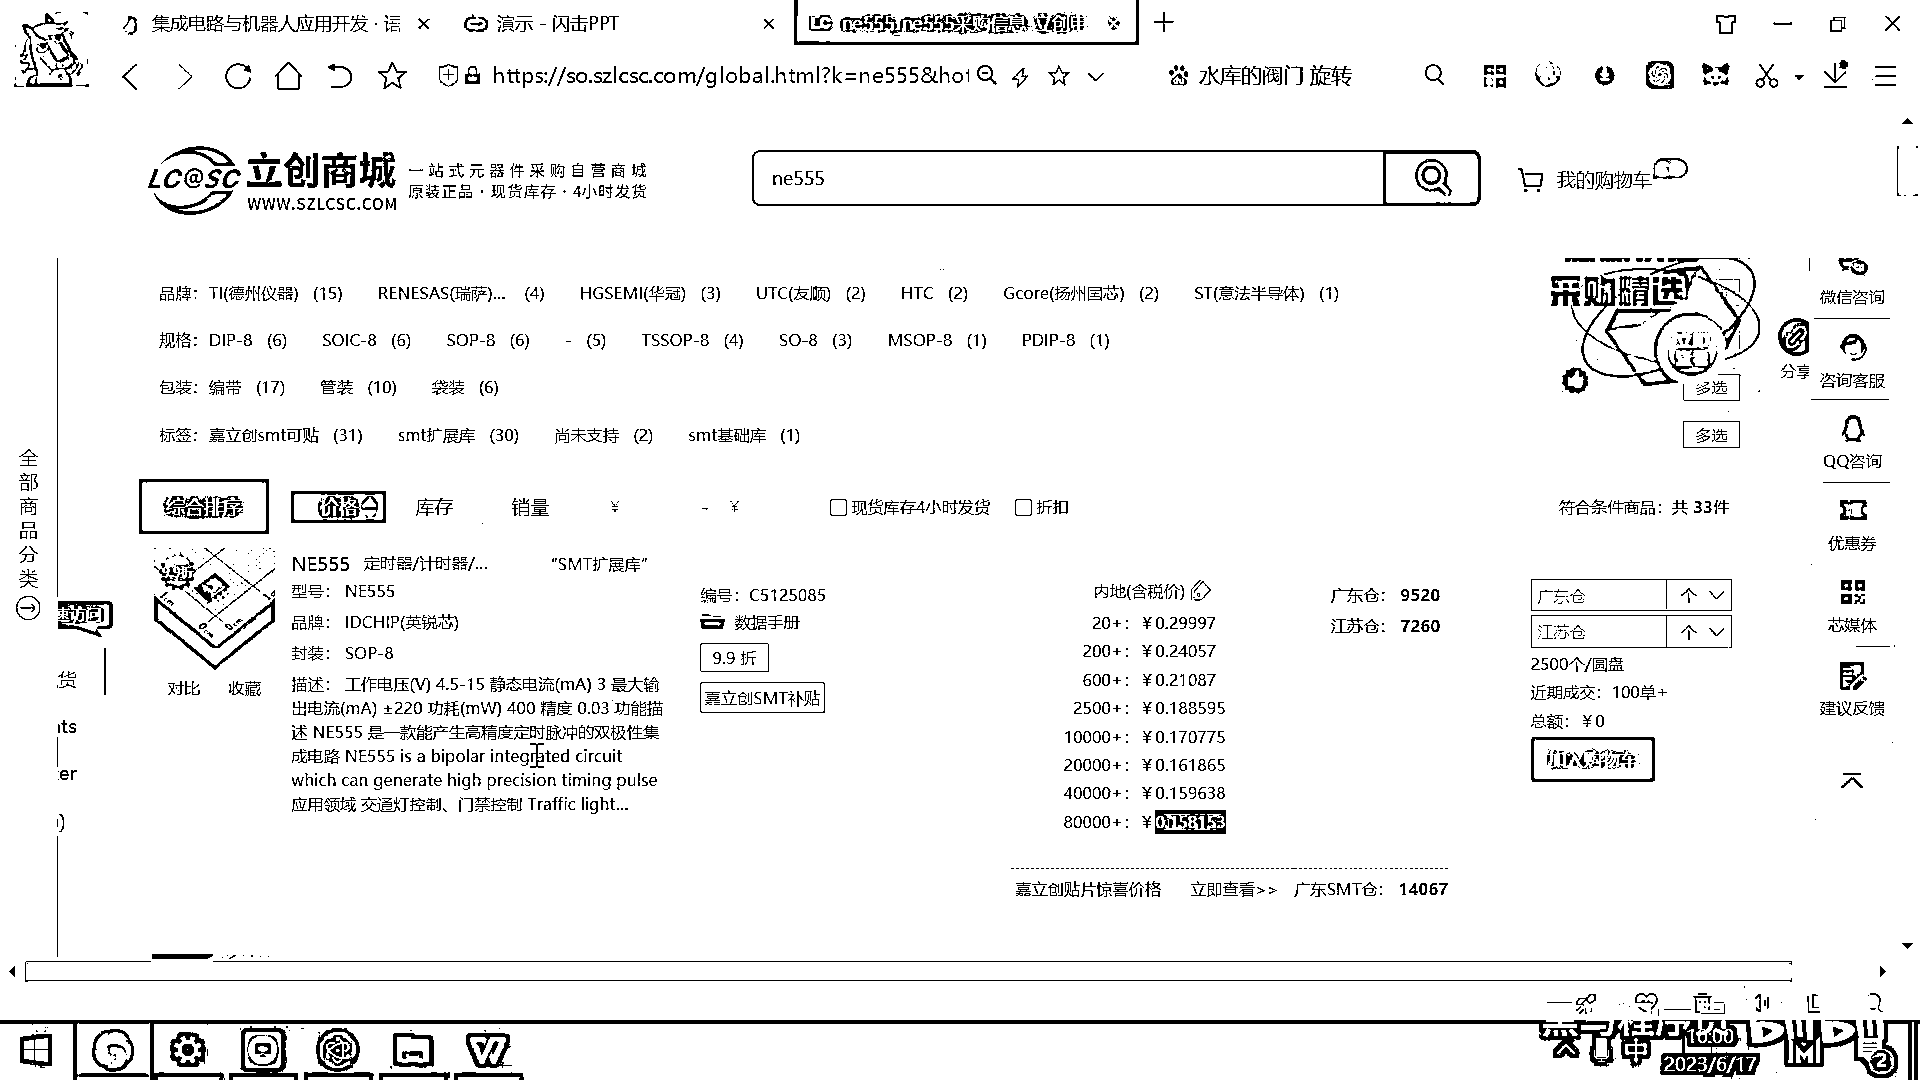 集成电路与机器人应用开发 · 语
演示 - 闪击PPT
ne555,ne555采购信息,立创
https://so.szlcsc.com/global.html?k=ne555&hot
水库的阀门 旋转
LC@SC 立创商城
WWW.SZLCSC.COM
一站式元器件采购自营商城
原装正品 · 现货库存 · 4小时发货
ne555
我的购物车
品牌： TI(德州仪器) (15) RENESAS(瑞萨)... (4) HGSEMI(华冠) (3) UTC(友顺) (2) HTC (2) Gcore(扬州国芯) (2) ST(意法半导体) (1)
规格： DIP-8 (6) SOIC-8 (6) SOP-8 (6) - (5) TSSOP-8 (4) SO-8 (3) MSOP-8 (1) PDIP-8 (1)
包装： 编带 (17) 管装 (10) 袋装 (6)
多选
标签： 嘉立创smt可贴 (31) smt扩展库 (30) 尚未支持 (2) smt基础库 (1)
多选
采购精选
分享
微信咨询
咨询客服
QQ咨询
优惠券
芯媒体
建议反馈
全部商品分类
速访问
货
nts
er
)
综合排序 价格 库存 销量 ¥ - ¥ 现货库存4小时发货 折扣
符合条件商品：共 33件
对比 收藏
NE555 定时器/计时器/... “SMT扩展库”
型号： NE555
品牌： IDCHIP(英锐芯)
封装： SOP-8
描述： 工作电压(V) 4.5-15 静态电流(mA) 3 最大输
出电流(mA) ±220 功耗(mW) 400 精度 0.03 功能描
述 NE555 是一款能产生高精度定时脉冲的双极性集
成电路 NE555 is a bipolar integrated circuit
which can generate high precision timing pulse
应用领域 交通灯控制、门禁控制 Traffic light...
编号： C5125085
数据手册
9.9 折
嘉立创SMT补贴
内地(含税价)
20+： ¥0.29997
200+： ¥0.24057
600+： ¥0.21087
2500+： ¥0.188595
10000+： ¥0.170775
20000+： ¥0.161865
40000+： ¥0.159638
80000+： ¥0.158153
广东仓： 9520
江苏仓： 7260
广东仓 个
江苏仓 个
2500个/圆盘
近期成交： 100单+
总额：¥0
加入购物车
嘉立创贴片惊喜价格 立即查看>> 广东SMT仓： 14067
中
16:00
2023/6/17
2